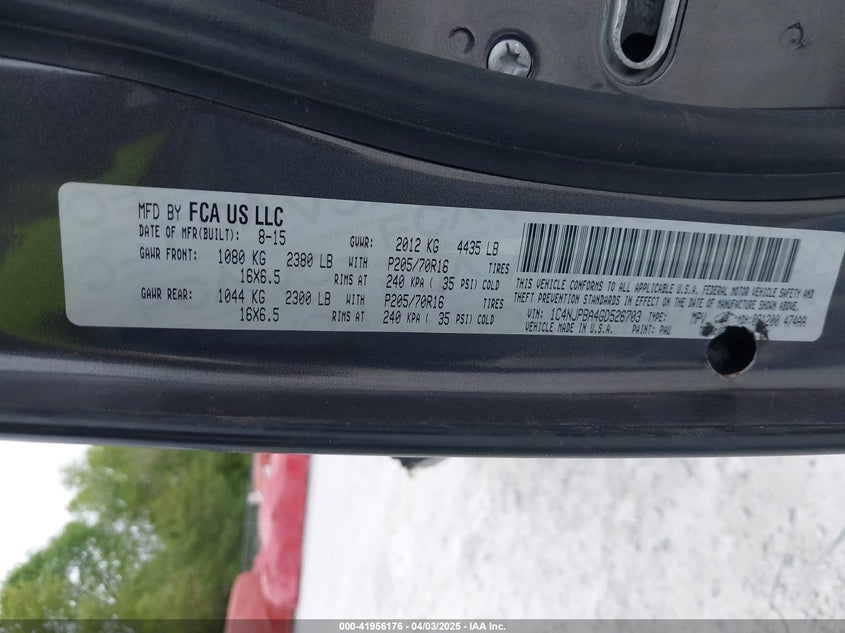 MFD BY FCA US LLC
DATE OF MFR(BUILT): 8-15 GVWR: 2012 KG 4435 LB
GAWR FRONT: 1080 KG 2380 LB WITH P205/70R16 TIRES
16X6.5 RIMS AT 240 KPA ( 35 PSI) COLD
GAWR REAR: 1044 KG 2300 LB WITH P205/70R16 TIRES
16X6.5 RIMS AT 240 KPA ( 35 PSI) COLD
THIS VEHICLE CONFORMS TO ALL APPLICABLE U.S.A. FEDERAL MOTOR VEHICLE SAFETY AND
THEFT PREVENTION STANDARDS IN EFFECT ON THE DATE OF MANUFACTURE SHOWN ABOVE.
VIN: 1C4NJPBA4GD526703 TYPE: MPV 474AA
VEHICLE MADE IN U.S.A. PAINT: PAU
000-41956176 04/03/2025 IAA Inc.